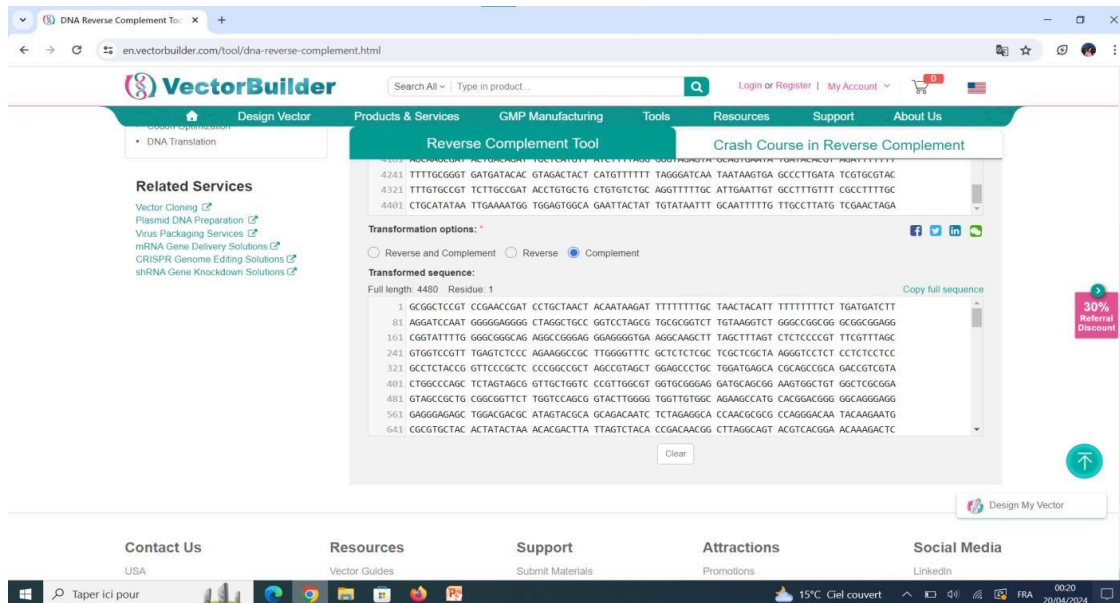 DNA Reverse Complement Too
en.vectorbuilder.com/tool/dna-reverse-complement.html
VectorBuilder
Search All
Type in product...
Login or Register | My Account
0
Design Vector
Products & Services
GMP Manufacturing
Tools
Resources
Support
About Us
Codon Optimization
• DNA Translation
Reverse Complement Tool
Crash Course in Reverse Complement
Related Services
Vector Cloning
Plasmid DNA Preparation
Virus Packaging Services
mRNA Gene Delivery Solutions
CRISPR Genome Editing Solutions
shRNA Gene Knockdown Solutions
4241 TTTTGCGGGT GATGATACAC GTAGACTACT CATGTTTTTT TAGGGATCAA TAATAAGTGA GCCCTTGATA TCGTGCGTAC
4321 TTTGTGCCGT TCTTGCCGAT ACCTGTGCTG CTGTGTCTGC AGGTTTTTGC ATTGAATTGT GCCTTTGTTT CGCCTTTTGC
4401 CTGCATATAA TTGAAAATGG TGGAGTGGCA GAATTACTAT TGTATAATTT GCAATTTTTG TTGCCTTATG TCGAACTAGA
Transformation options: *
Reverse and Complement
Reverse
Complement
Transformed sequence:
Full length: 4480 Residue: 1
Copy full sequence
1 GCGGCTCCGT CCGAACCGAT CCTGCTAACT ACAATAAGAT TTTTTTTTGC TAACTACATT TTTTTTTTCT TGATGATCTT
81 AGGATCCAAT GGGGGAGGGG CTAGGCTGCC GGTCCTAGCG TGCGCGGTCT TGTAAGGTCT GGGCCGGCGG GCGGCGGAGG
161 CGGTATTTTG GGGCGGGCAG AGGCCGGGAG GGAGGGGTGA AGGCAAGCTT TAGCTTTAGT CTCTCCCCGT TTCGTTTAGC
241 GTGGTCCGTT TGAGTCTCCC AGAAGGCCGC TTGGGGTTTC GCTCTCTCGC TCGCTCGCTA AGGGTCCTCT CCTCTCCTCC
321 GCCTCTACCG GTTCCCGCTC CCCGGCCGCT AGCCGTAGCT GGAGCCCTGC TGGATGAGCA CGCAGCCGCA GACCGTCGTA
401 CTGGCCCAGC TCTAGTAGCG GTTGCTGGTC CCGTTGGCGT GGTGCGGGAG GATGCAGCGG AAGTGGCTGT GGCTCGCGGA
481 GTAGCCGCTG CGGCGGTTCT TGGTCCAGCG GTACTTGGGG TGGTTGTGGC AGAAGCCATG CACGGACGGG GGCAGGGAGG
561 GAGGGAGAGC TGGACGACGC ATAGTACGCA GCAGACAATC TCTAGAGGCA CCAACGCGCG CCAGGGACAA TACAAGAATG
641 CGCGTGCTAC ACTATACTAA ACACGACTTA TTAGTCTACA CCGACAACGG CTTAGGCAGT ACGTCACGGA ACAAAGACTC
Clear
30%
Referral
Discount
Design My Vector
Contact Us
Resources
Support
Attractions
Social Media
USA
Vector Guides
Submit Materials
Promotions
LinkedIn
Taper ici pour
15°C Ciel couvert
FRA
00:20
20/04/2024